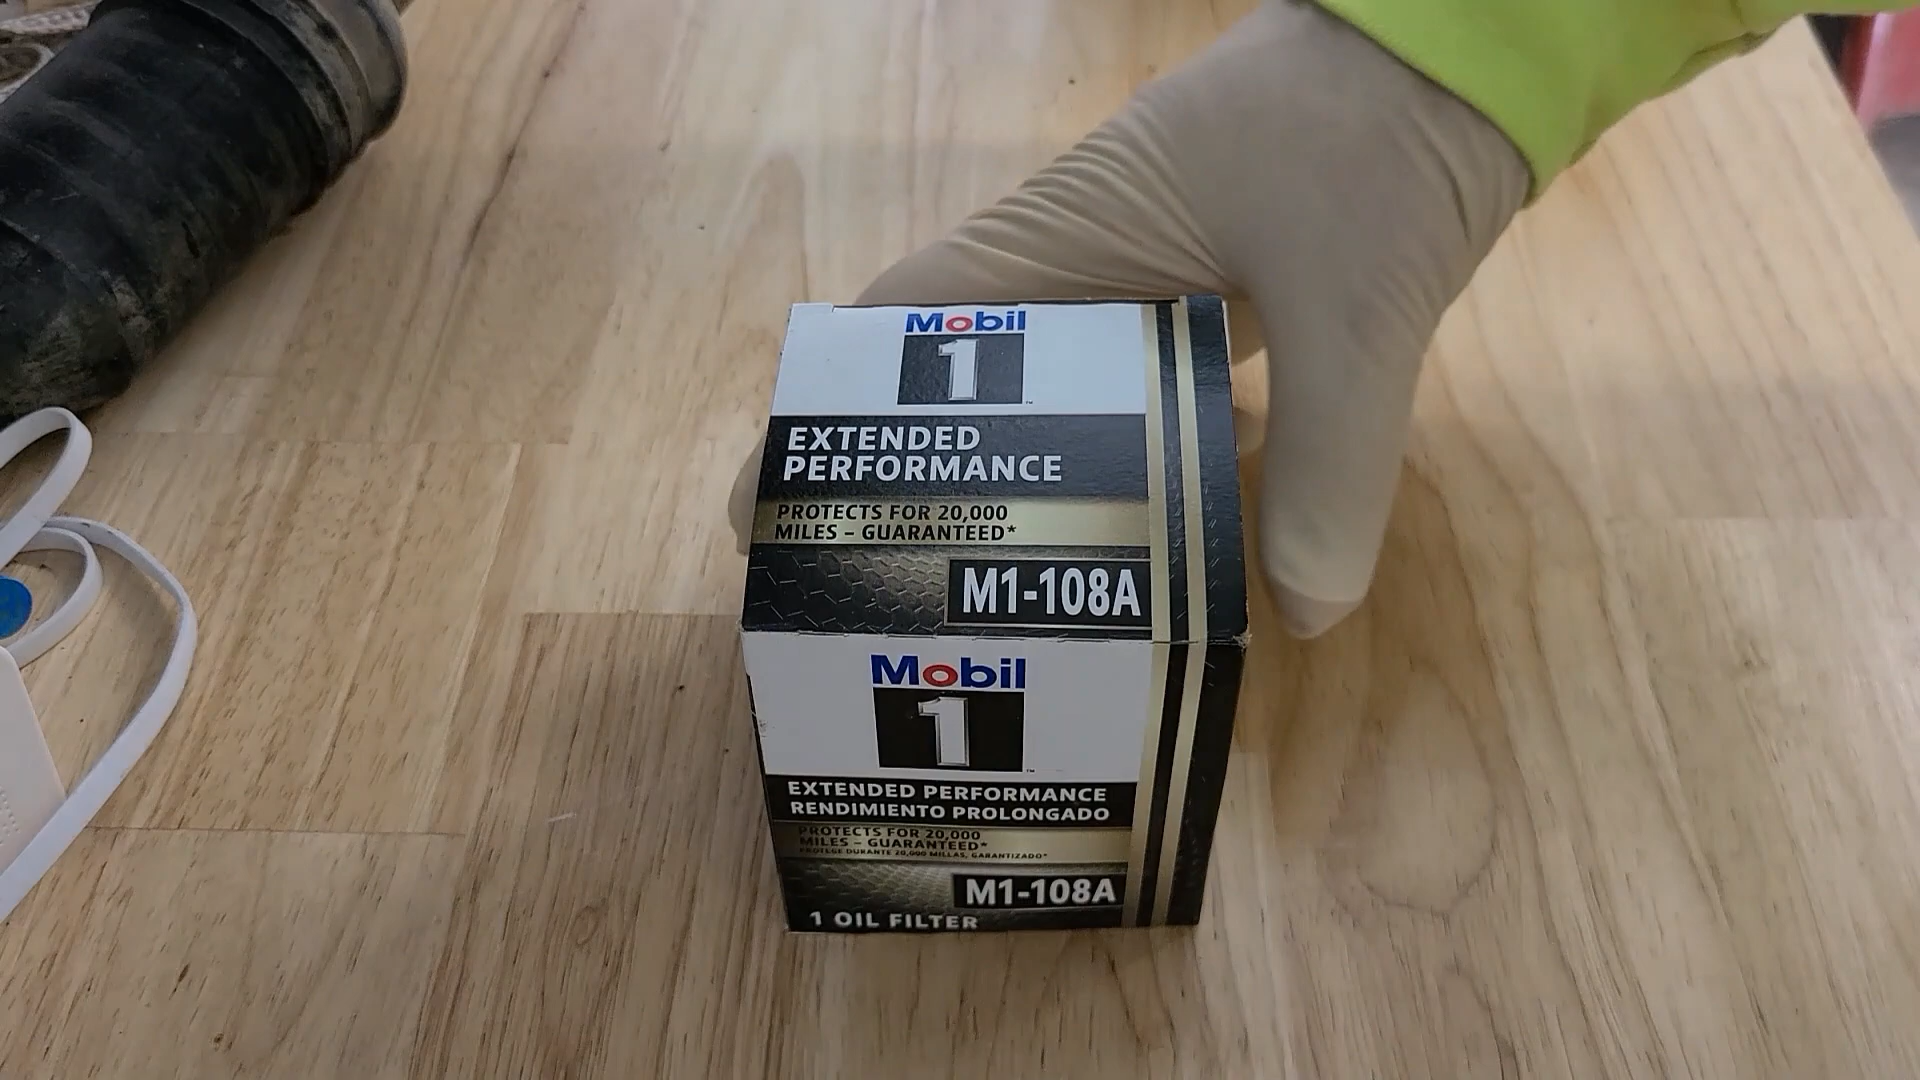 Mobil
1
EXTENDED
PERFORMANCE
PROTECTS FOR 20,000
MILES – GUARANTEED*
M1-108A
Mobil
1
EXTENDED PERFORMANCE
RENDIMIENTO PROLONGADO
PROTECTS FOR 20,000
MILES – GUARANTEED*
PROTEGE DURANTE 20,000 MILLAS, GARANTIZADO*
M1-108A
1 OIL FILTER